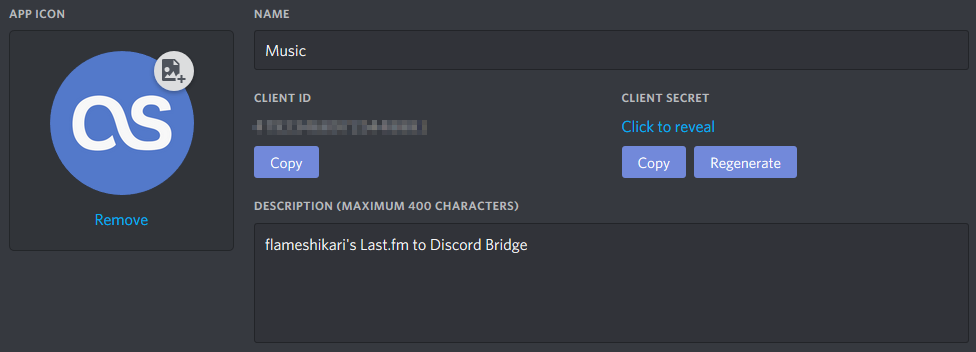 APP ICON
Remove
NAME
Music
CLIENT ID
Copy
CLIENT SECRET
Click to reveal
Copy Regenerate
DESCRIPTION (MAXIMUM 400 CHARACTERS)
flameshikari's Last.fm to Discord Bridge